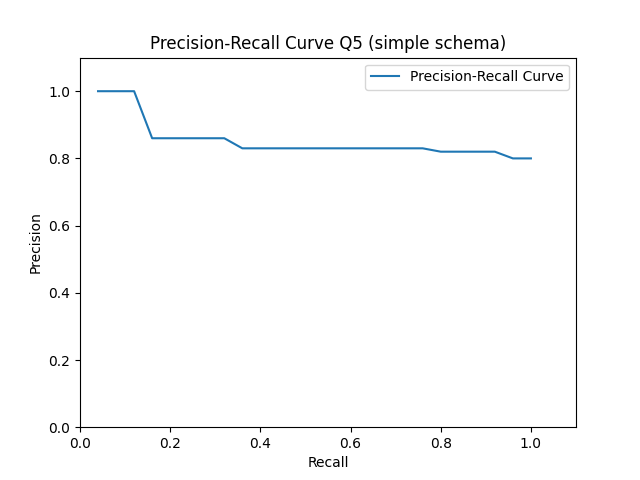 Precision-Recall Curve Q5 (simple schema)
Precision-Recall Curve
1.0
0.8
0.6
0.4
0.2
0.0
Precision
0.0 0.2 0.4 0.6 0.8 1.0
Recall